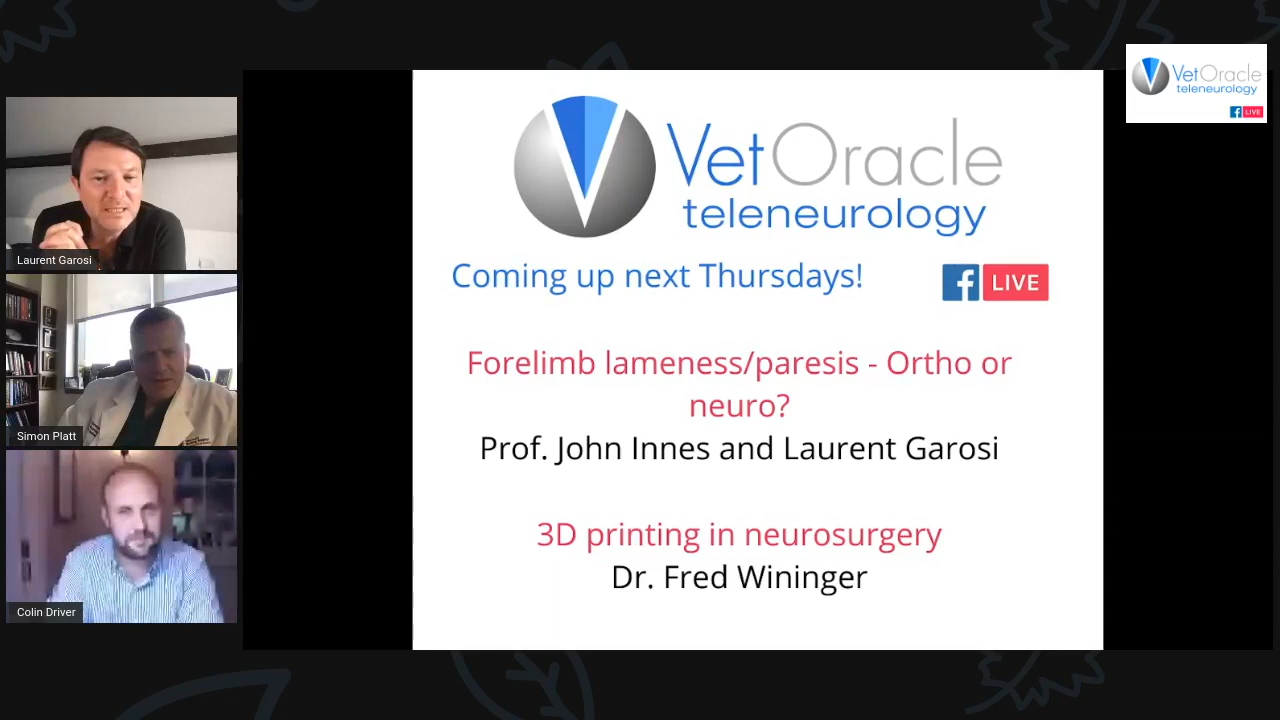 VetOracle
teleneurology
LIVE
Laurent Garosi
Simon Platt
Colin Driver
VetOracle
teleneurology
Coming up next Thursdays!
LIVE
Forelimb lameness/paresis - Ortho or
neuro?
Prof. John Innes and Laurent Garosi
3D printing in neurosurgery
Dr. Fred Wininger